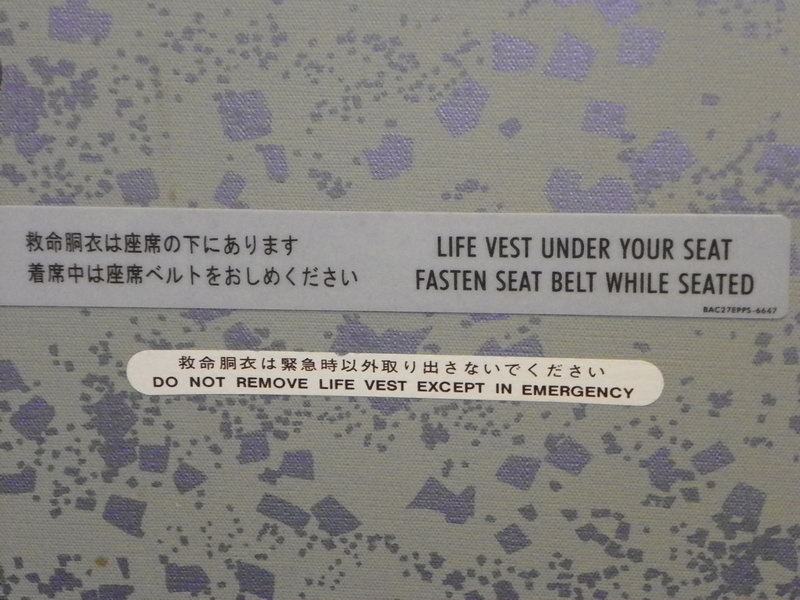 救命胴衣は座席の下にあります
着席中は座席ベルトをおしめください
LIFE VEST UNDER YOUR SEAT
FASTEN SEAT BELT WHILE SEATED
BAC27EPPS-6647
救命胴衣は緊急時以外取り出さないでください
DO NOT REMOVE LIFE VEST EXCEPT IN EMERGENCY